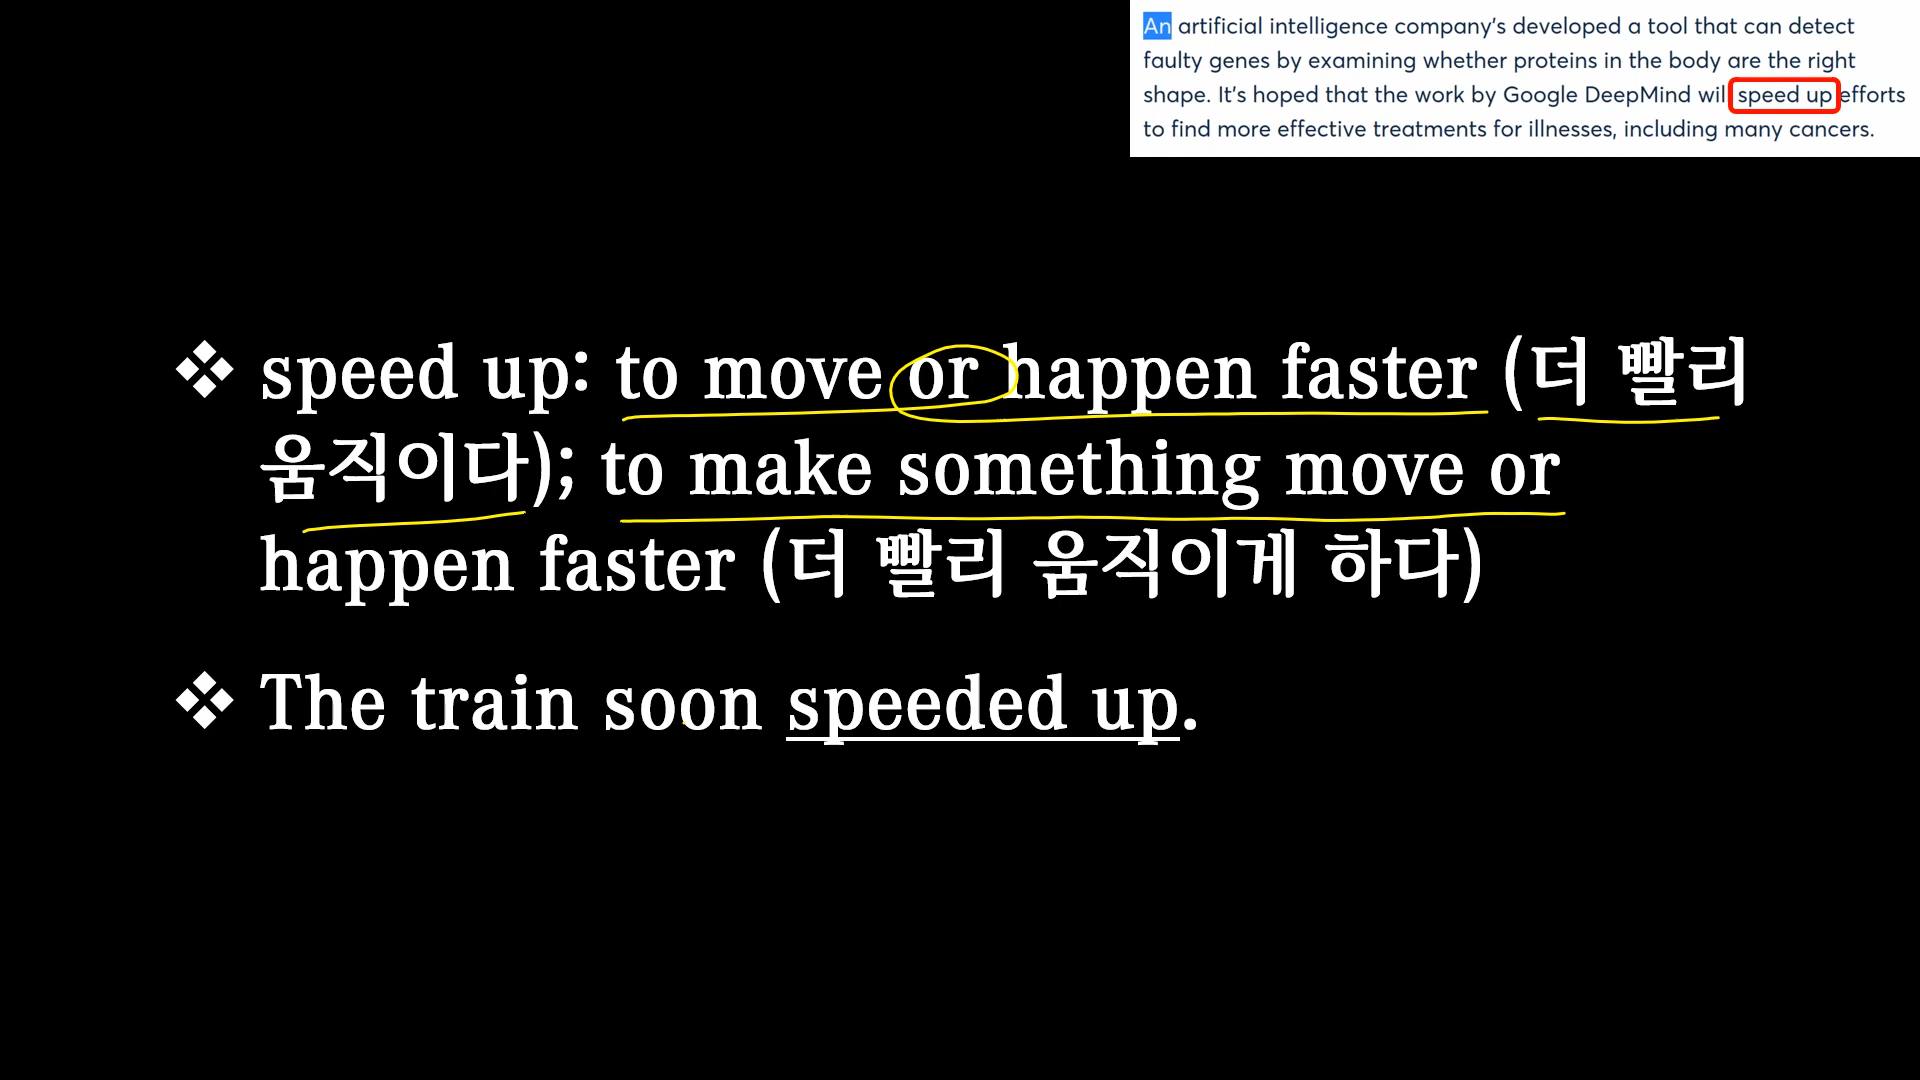 An artificial intelligence company's developed a tool that can detect
faulty genes by examining whether proteins in the body are the right
shape. It's hoped that the work by Google DeepMind wil speed up efforts
to find more effective treatments for illnesses, including many cancers.
❖ speed up: to move or happen faster (더 빨리
움직이다); to make something move or
happen faster (더 빨리 움직이게 하다)
❖ The train soon speeded up.